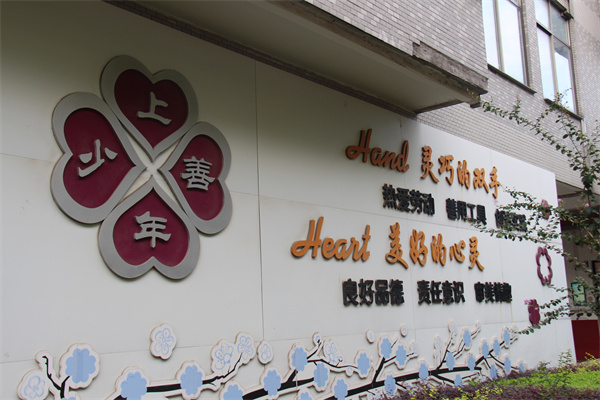 上
善
少
年
Hand 灵巧的双手
热爱劳动 善用工具
Heart 美好的心灵
良好品德 责任意识 审美情趣